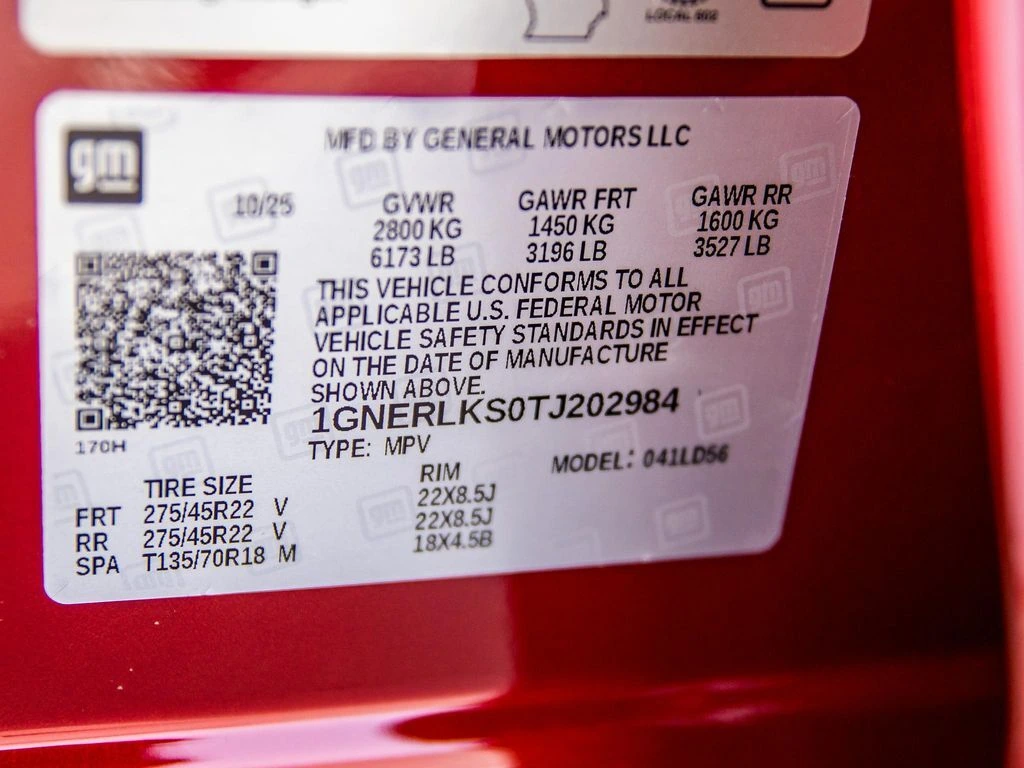 LOCAL 602
gm
MFD BY GENERAL MOTORS LLC
10/25
GVWR GAWR FRT GAWR RR
2800 KG 1450 KG 1600 KG
6173 LB 3196 LB 3527 LB
THIS VEHICLE CONFORMS TO ALL
APPLICABLE U.S. FEDERAL MOTOR
VEHICLE SAFETY STANDARDS IN EFFECT
ON THE DATE OF MANUFACTURE
SHOWN ABOVE.
1GNERLKS0TJ202984
170H
TYPE: MPV MODEL: 041LD56
TIRE SIZE RIM
FRT 275/45R22 V 22X8.5J
RR 275/45R22 V 22X8.5J
SPA T135/70R18 M 18X4.5B